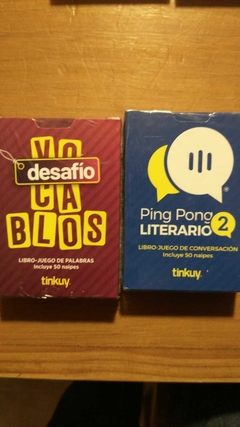 VO
desafío
CA
BLOS
LIBRO-JUEGO DE PALABRAS
Incluye 50 naipes
tinkuy
Ping Pong
LITERARIO 2
LIBRO-JUEGO DE CONVERSACIÓN
Incluye 50 naipes
tinkuy